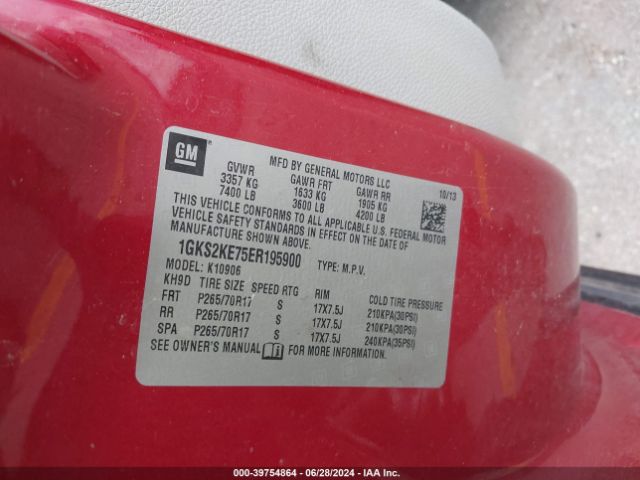 GM
MFD BY GENERAL MOTORS LLC
10/13
GVWR GAWR FRT GAWR RR
3357 KG 1633 KG 1905 KG
7400 LB 3600 LB 4200 LB
THIS VEHICLE CONFORMS TO ALL APPLICABLE U.S. FEDERAL MOTOR
VEHICLE SAFETY STANDARDS IN EFFECT ON THE DATE OF
MANUFACTURE SHOWN ABOVE.
1GKS2KE75ER195900 TYPE: M.P.V.
MODEL: K10906
KH9D TIRE SIZE SPEED RTG RIM COLD TIRE PRESSURE
FRT P265/70R17 S 17X7.5J 210KPA(30PSI)
RR P265/70R17 S 17X7.5J 210KPA(30PSI)
SPA P265/70R17 S 17X7.5J 240KPA(35PSI)
SEE OWNER'S MANUAL FOR MORE INFORMATION.
000-39754864 / 06/28/2024 / IAA Inc.